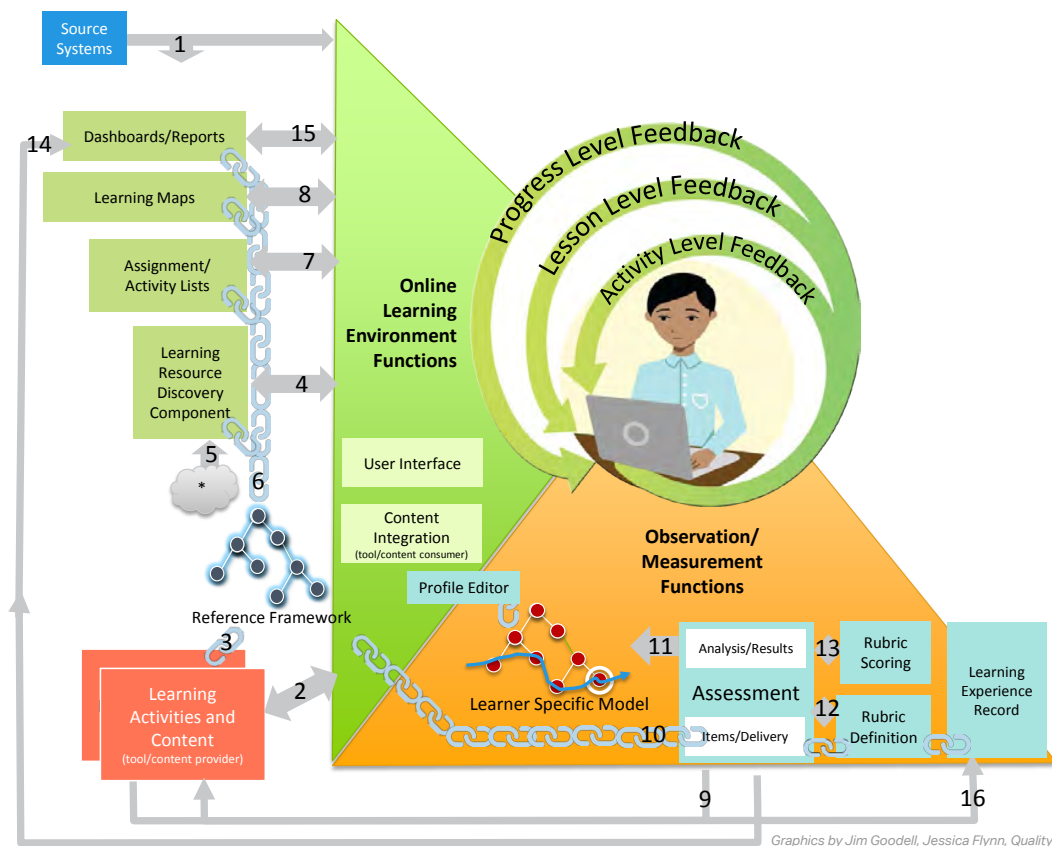 Source
Systems
1
14
Dashboards/Reports
15
Learning Maps
8
Assignment/
Activity Lists
7
Learning
Resource
Discovery
Component
4
5
*
6
Reference Framework
3
Learning
Activities and
Content
(tool/content provider)
2
Online
Learning
Environment
Functions
User Interface
Content
Integration
(tool/content consumer)
Progress Level Feedback
Lesson Level Feedback
Activity Level Feedback
Observation/
Measurement
Functions
Profile Editor
Learner Specific Model
11
Analysis/Results
Assessment
Items/Delivery
10
13
Rubric
Scoring
12
Rubric
Definition
Learning
Experience
Record
9
16
Graphics by Jim Goodell, Jessica Flynn, Quality